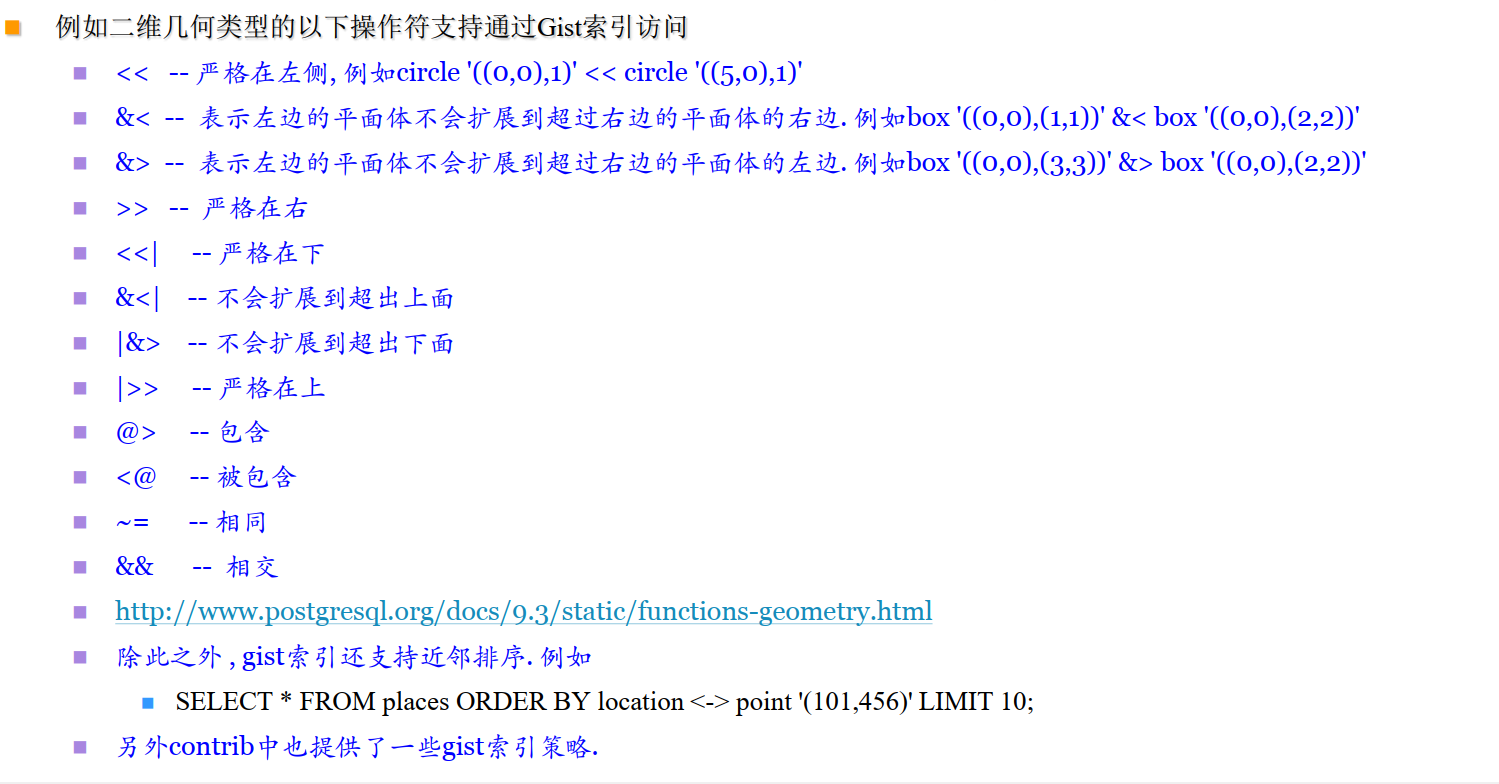 例如二维几何类型的以下操作符支持通过Gist索引访问
<< -- 严格在左侧, 例如circle '((0,0),1)' << circle '((5,0),1)'
&< -- 表示左边的平面体不会扩展到超过右边的平面体的右边. 例如box '((0,0),(1,1))' &< box '((0,0),(2,2))'
&> -- 表示左边的平面体不会扩展到超过右边的平面体的左边. 例如box '((0,0),(3,3))' &> box '((0,0),(2,2))'
>> -- 严格在右
<<| -- 严格在下
&<| -- 不会扩展到超出上面
|&> -- 不会扩展到超出下面
|>> -- 严格在上
@> -- 包含
<@ -- 被包含
~= -- 相同
&& -- 相交
http://www.postgresql.org/docs/9.3/static/functions-geometry.html
除此之外 , gist索引还支持近邻排序. 例如
SELECT * FROM places ORDER BY location <-> point '(101,456)' LIMIT 10;
另外contrib中也提供了一些gist索引策略.